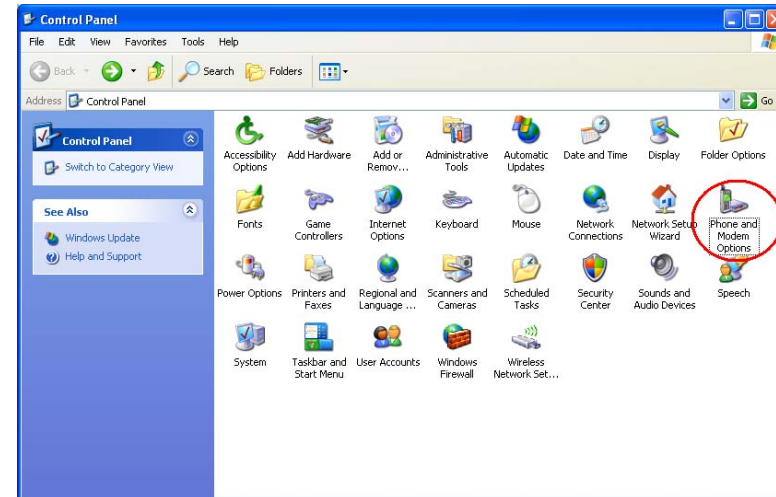 Control Panel
File Edit View Favorites Tools Help
Back Search Folders
Address Control Panel Go
Control Panel
Switch to Category View
See Also
Windows Update
Help and Support
Accessibility Options
Add Hardware
Add or Remov...
Administrative Tools
Automatic Updates
Date and Time
Display
Folder Options
Fonts
Game Controllers
Internet Options
Keyboard
Mouse
Network Connections
Network Setup Wizard
Phone and Modem Options
Power Options
Printers and Faxes
Regional and Language ...
Scanners and Cameras
Scheduled Tasks
Security Center
Sounds and Audio Devices
Speech
System
Taskbar and Start Menu
User Accounts
Windows Firewall
Wireless Network Set...